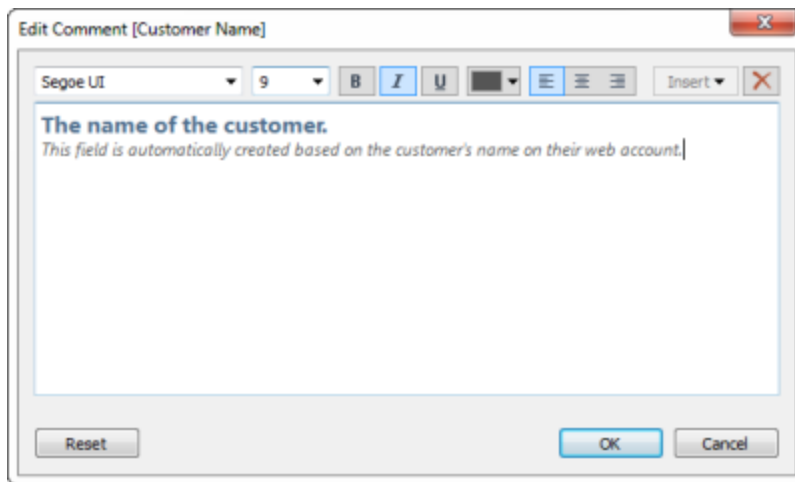 Edit Comment [Customer Name]
Segoe UI 9 B I U Insert
The name of the customer.
This field is automatically created based on the customer's name on their web account.
Reset OK Cancel